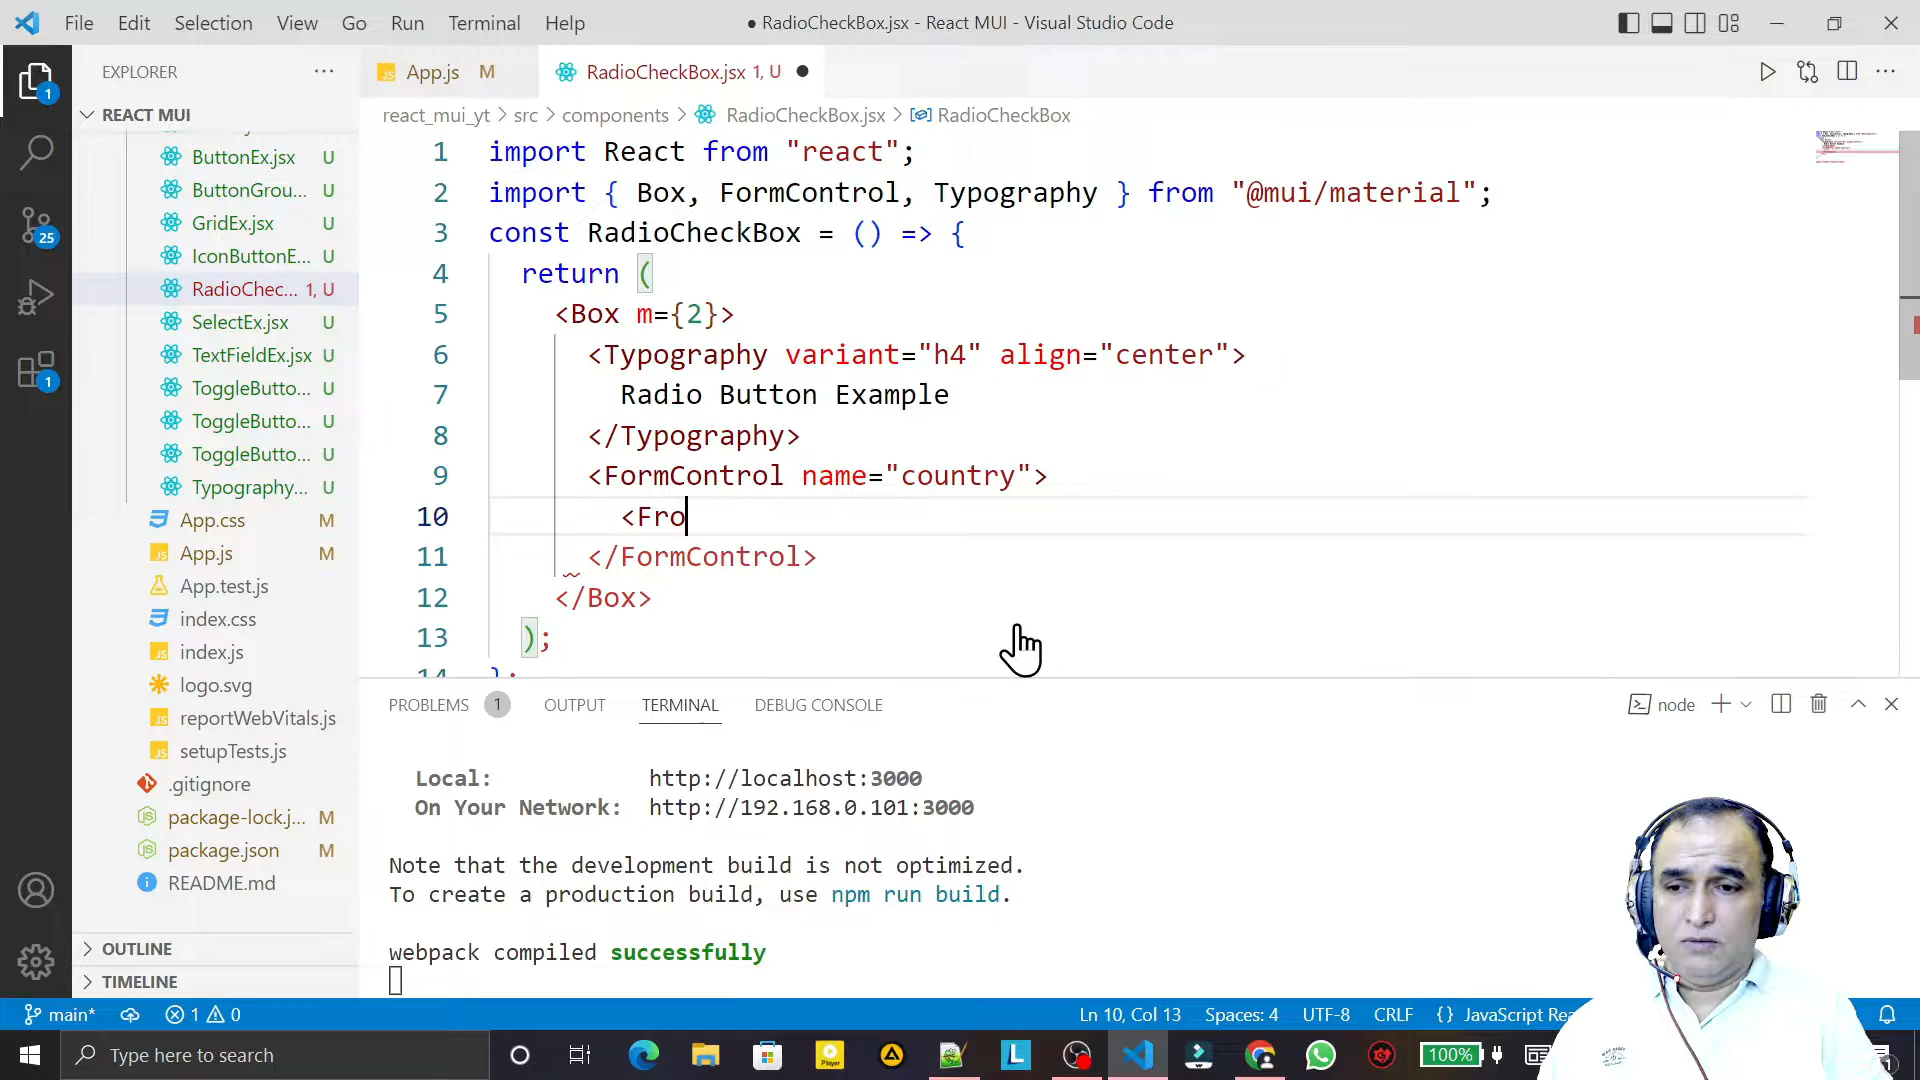 File Edit Selection View Go Run Terminal Help
● RadioCheckBox.jsx - React MUI - Visual Studio Code
EXPLORER ···
App.js M
RadioCheckBox.jsx 1, U ●
REACT MUI
react_mui_yt > src > components > RadioCheckBox.jsx > RadioCheckBox
ButtonEx.jsx U
ButtonGrou... U
GridEx.jsx U
IconButtonE... U
RadioChec... 1, U
SelectEx.jsx U
TextFieldEx.jsx U
ToggleButto... U
ToggleButto... U
ToggleButto... U
Typography... U
App.css M
App.js M
App.test.js
index.css
index.js
logo.svg
reportWebVitals.js
setupTests.js
.gitignore
package-lock.j... M
package.json M
README.md
OUTLINE
TIMELINE
1
25
1
1 import React from "react";
2 import { Box, FormControl, Typography } from "@mui/material";
3 const RadioCheckBox = () => {
4 return (
5 <Box m={2}>
6 <Typography variant="h4" align="center">
7 Radio Button Example
8 </Typography>
9 <FormControl name="country">
10 <Fro
11 </FormControl>
12 </Box>
13 );
14 };
PROBLEMS 1 OUTPUT TERMINAL DEBUG CONSOLE
node
Local: http://localhost:3000
On Your Network: http://192.168.0.101:3000
Note that the development build is not optimized.
To create a production build, use npm run build.
webpack compiled successfully
main* 1 0
Ln 10, Col 13 Spaces: 4 UTF-8 CRLF {} JavaScript Rea
Type here to search
Player
L
100%
1